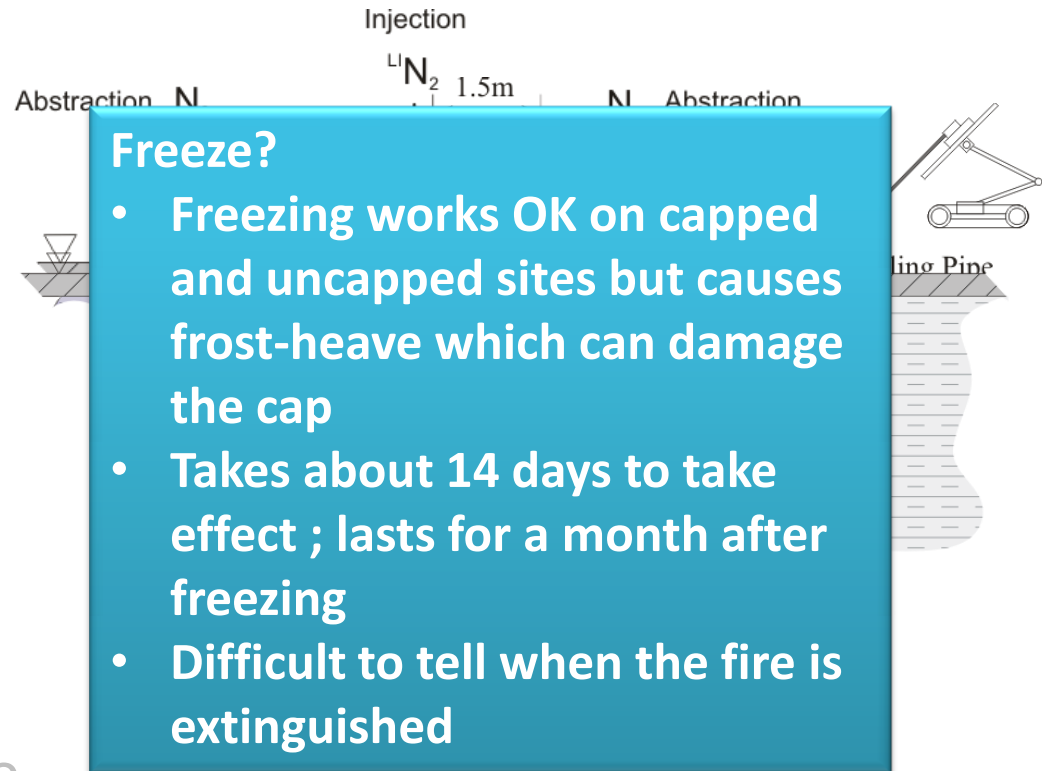 Injection
LIN2 1.5m
Abstraction N N Abstraction
Freeze?
• Freezing works OK on capped
and uncapped sites but causes
frost-heave which can damage
the cap
• Takes about 14 days to take
effect ; lasts for a month after
freezing
• Difficult to tell when the fire is
extinguished
Pipe